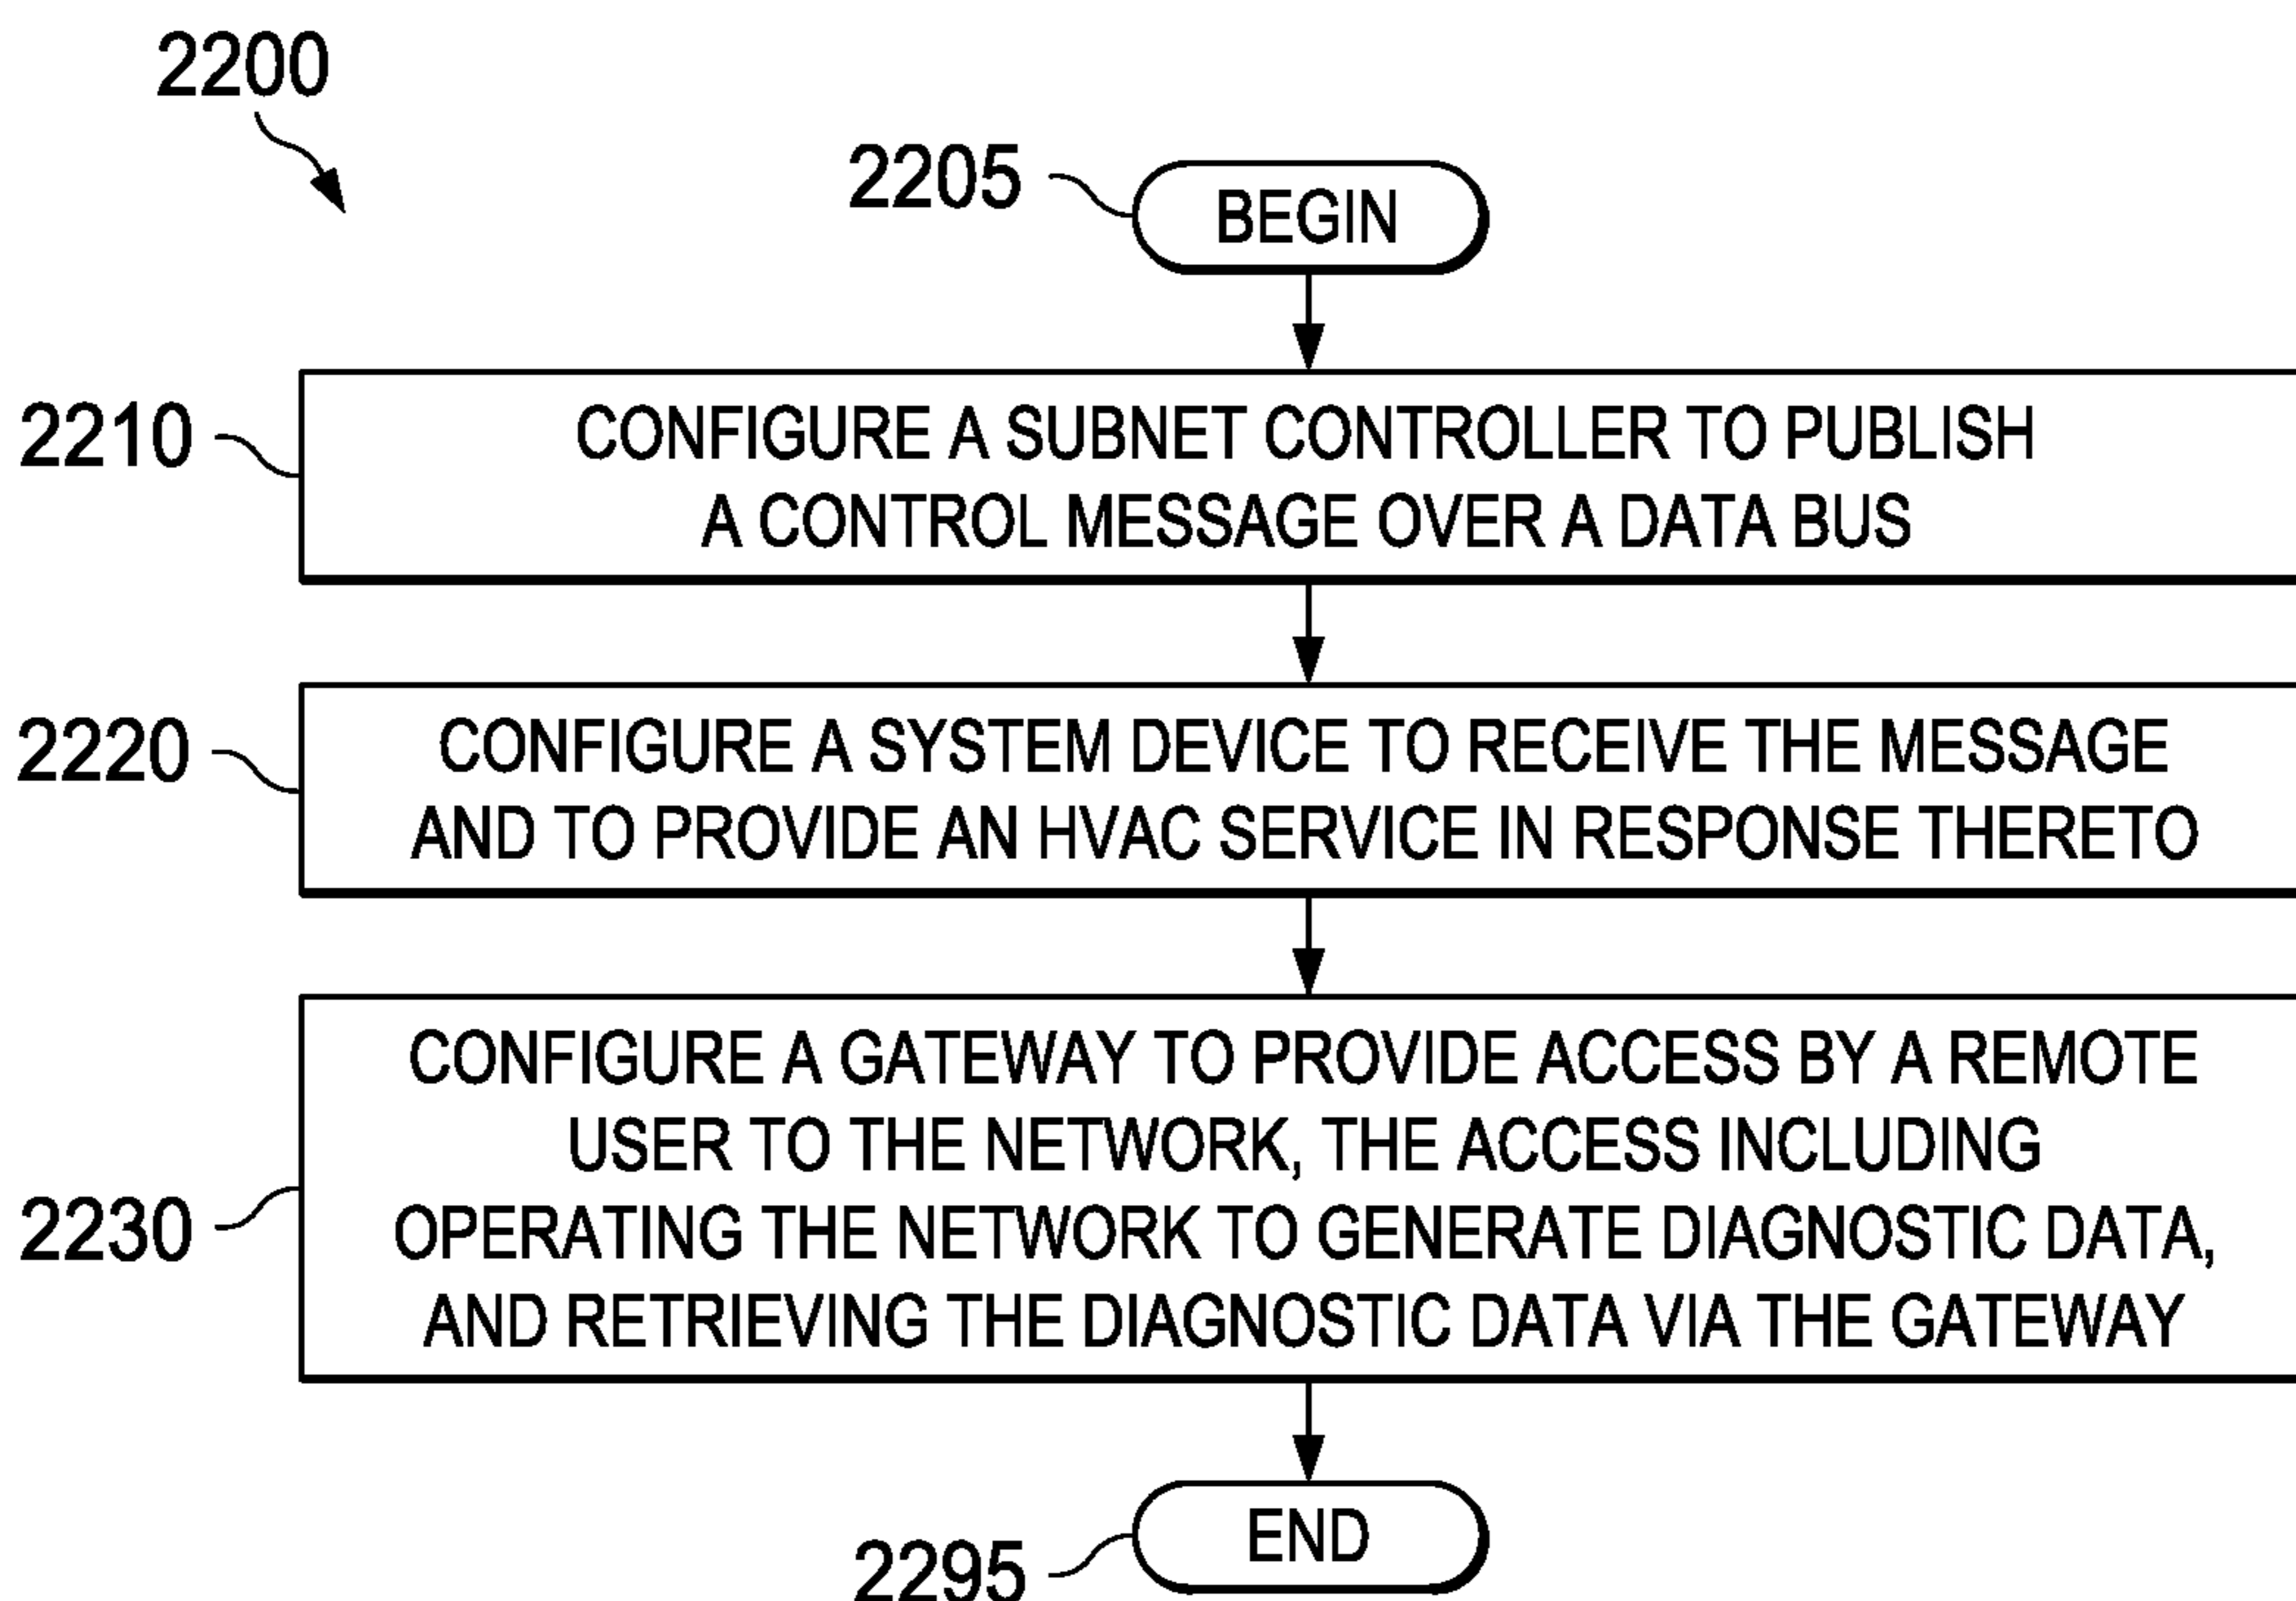 2200
2205
BEGIN
2210
CONFIGURE A SUBNET CONTROLLER TO PUBLISH
A CONTROL MESSAGE OVER A DATA BUS
2220
CONFIGURE A SYSTEM DEVICE TO RECEIVE THE MESSAGE
AND TO PROVIDE AN HVAC SERVICE IN RESPONSE THERETO
2230
CONFIGURE A GATEWAY TO PROVIDE ACCESS BY A REMOTE
USER TO THE NETWORK, THE ACCESS INCLUDING
OPERATING THE NETWORK TO GENERATE DIAGNOSTIC DATA,
AND RETRIEVING THE DIAGNOSTIC DATA VIA THE GATEWAY
2295
END